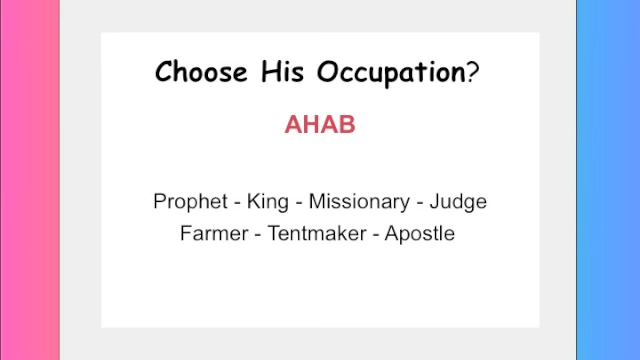 Choose His Occupation?
AHAB
Prophet - King - Missionary - Judge
Farmer - Tentmaker - Apostle